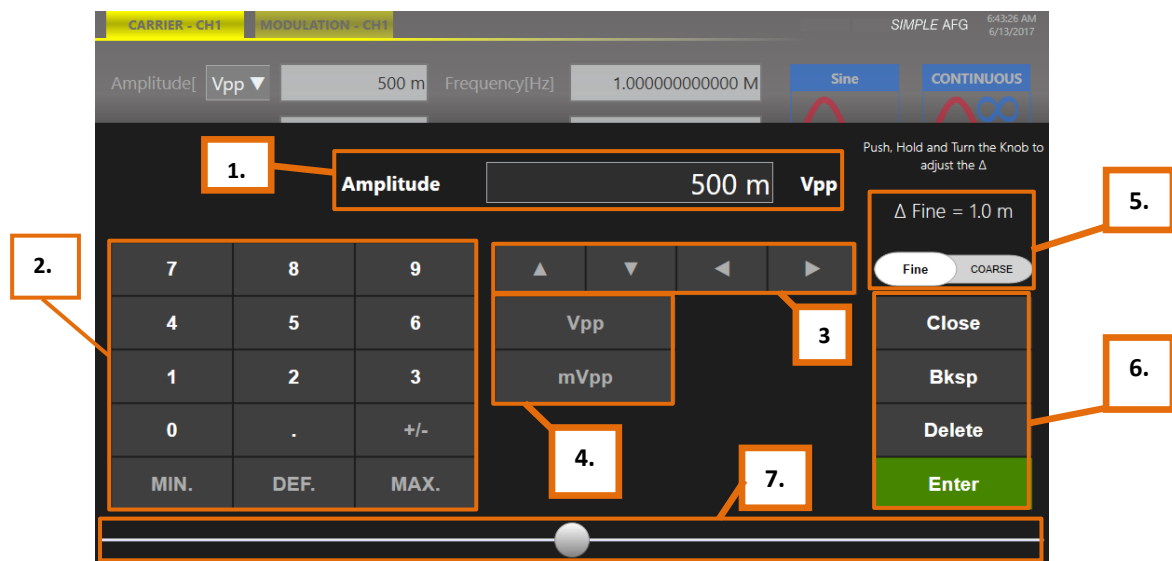 CARRIER - CH1 MODULATION - CH1 SIMPLE AFG 6:43:26 AM
6/13/2017
Amplitude[ Vpp ▼ 500 m Frequency[Hz] 1.000000000000 M Sine CONTINUOUS
Push, Hold and Turn the Knob to
adjust the Δ
1.
Amplitude 500 m Vpp
Δ Fine = 1.0 m
5.
2.
7 8 9 ▲ ▼ ◀ ▶ Fine COARSE
4 5 6 Vpp 3 Close
1 2 3 mVpp Bksp 6.
0 . +/- Delete
4.
MIN. DEF. MAX. 7. Enter